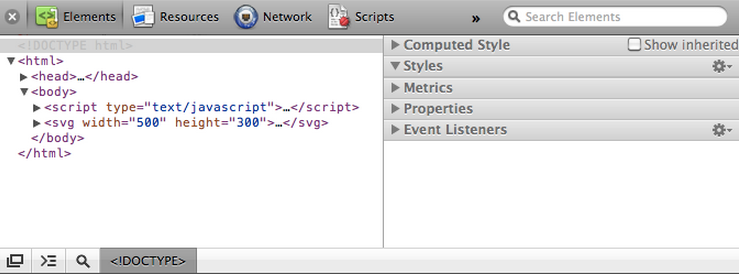 Elements Resources Network Scripts » Search Elements
<!DOCTYPE html>
<html>
<head>…</head>
<body>
<script type="text/javascript">…</script>
<svg width="500" height="300">…</svg>
</body>
</html>
Computed Style Show inherited
Styles
Metrics
Properties
Event Listeners
<!DOCTYPE>